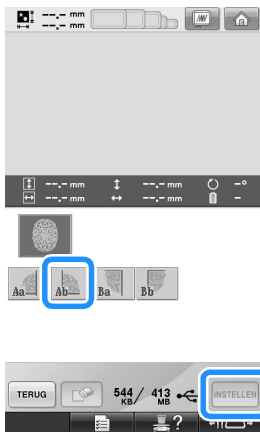 --.- mm
--.- mm
--.- mm --.- mm --°
--.- mm --.- mm -
Aa Ab Ba Bb
TERUG 544 KB/ 413 MB INSTELLEN
?